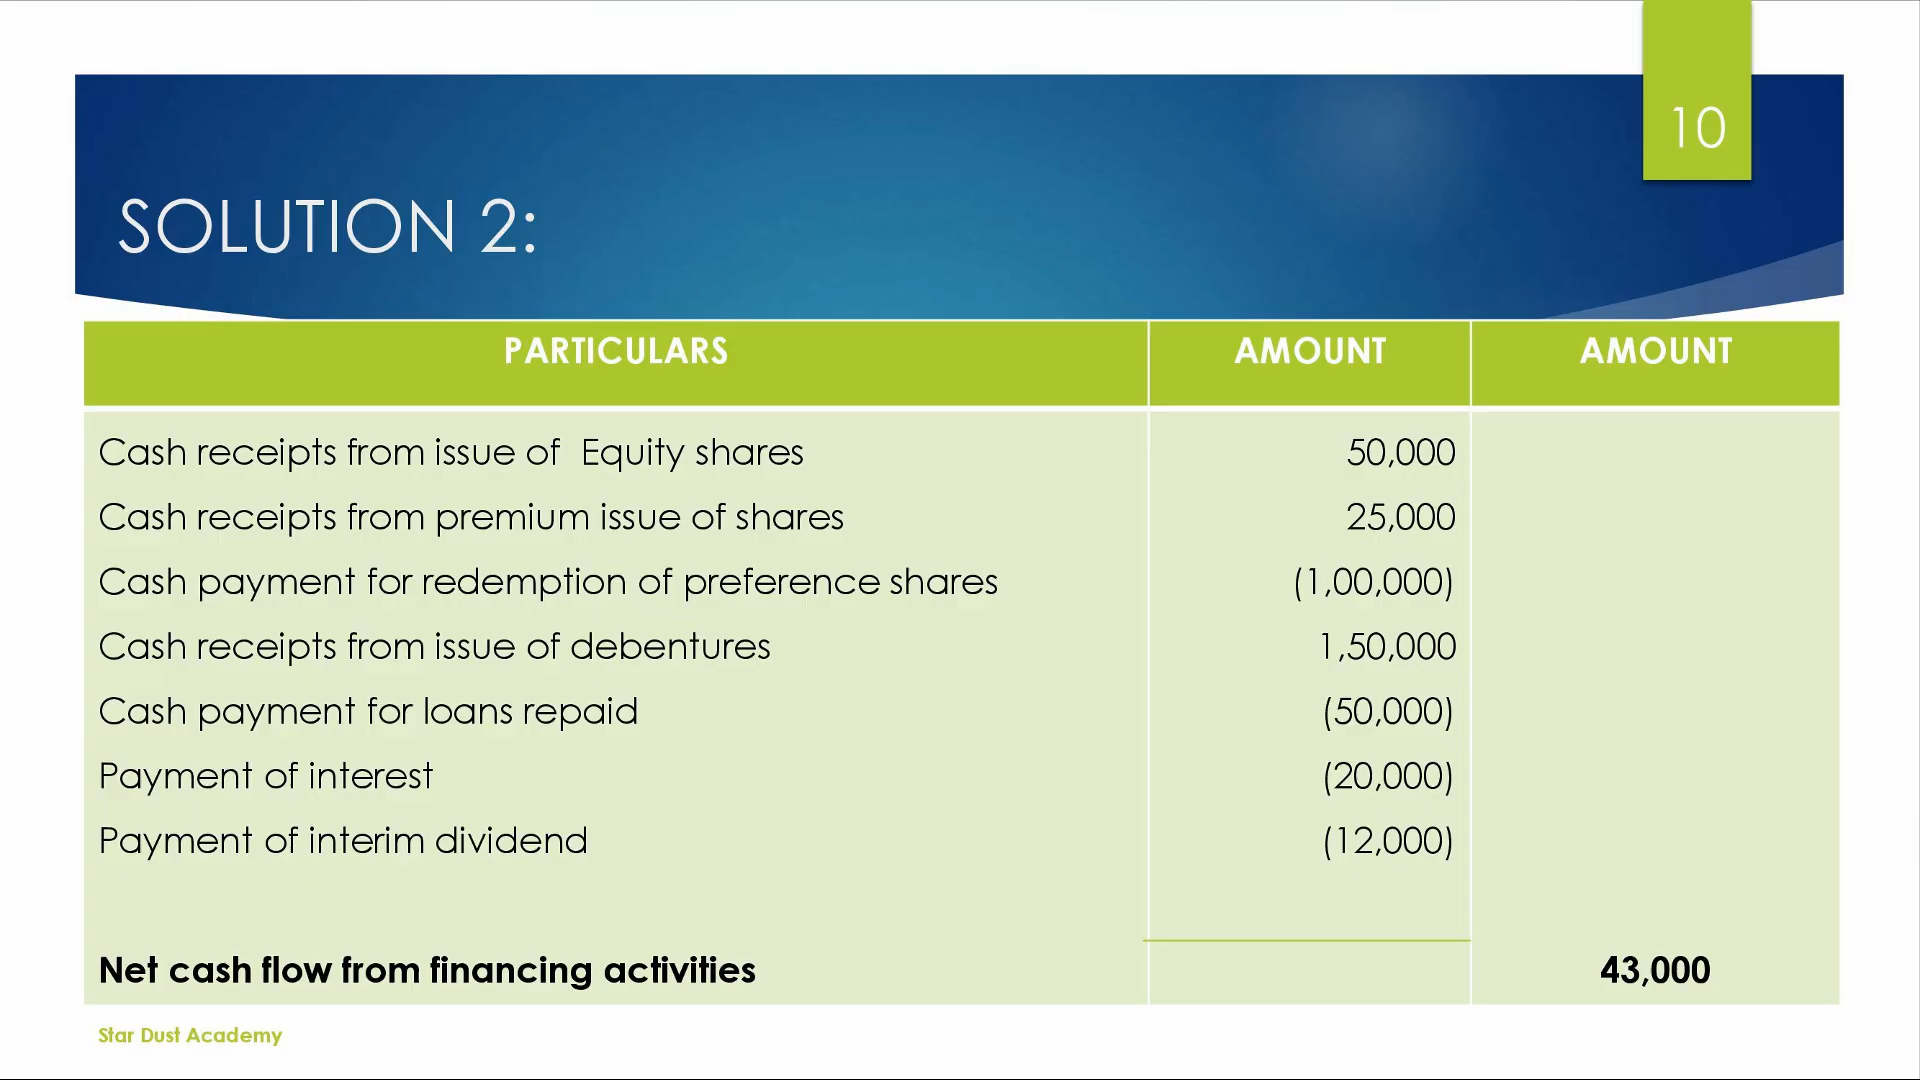 10
SOLUTION 2:
PARTICULARS AMOUNT AMOUNT
Cash receipts from issue of Equity shares 50,000
Cash receipts from premium issue of shares 25,000
Cash payment for redemption of preference shares (1,00,000)
Cash receipts from issue of debentures 1,50,000
Cash payment for loans repaid (50,000)
Payment of interest (20,000)
Payment of interim dividend (12,000)
Net cash flow from financing activities 43,000
Star Dust Academy